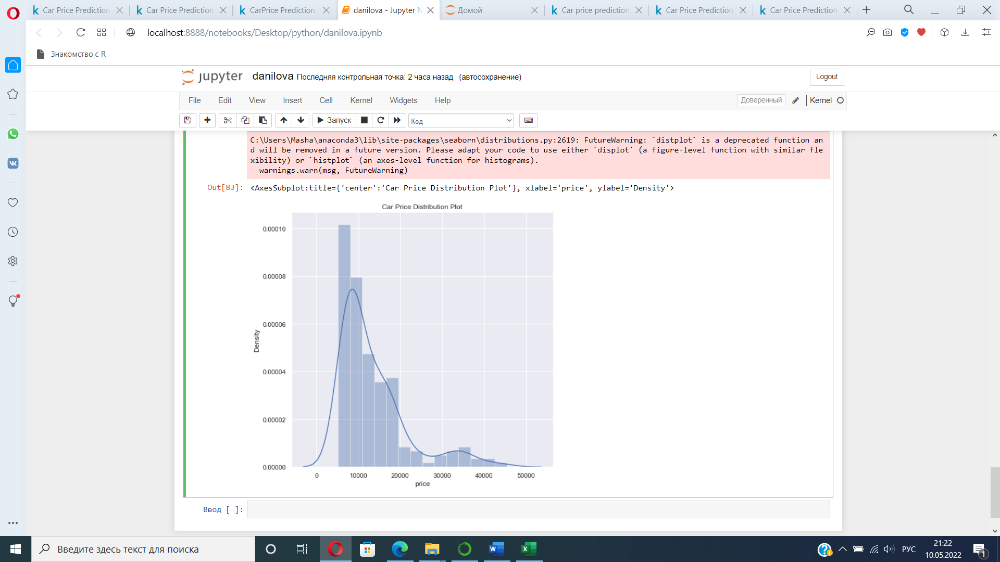 Car Price Prediction
Car Price Prediction
CarPrice Prediction
danilova - Jupyter N
Домой
Car price prediction
Car Price Prediction
Car Price Prediction
localhost:8888/notebooks/Desktop/python/danilova.ipynb
Знакомство с R
jupyter
danilova Последняя контрольная точка: 2 часа назад (автосохранение)
Logout
File Edit View Insert Cell Kernel Widgets Help
Доверенный
Kernel
Запуск
Код
C:\Users\Masha\anaconda3\lib\site-packages\seaborn\distributions.py:2619: FutureWarning: `distplot` is a deprecated function an
d will be removed in a future version. Please adapt your code to use either `displot` (a figure-level function with similar fle
xibility) or `histplot` (an axes-level function for histograms).
warnings.warn(msg, FutureWarning)
Out[83]: <AxesSubplot:title={'center':'Car Price Distribution Plot'}, xlabel='price', ylabel='Density'>
Car Price Distribution Plot
0.00010
0.00008
0.00006
0.00004
0.00002
0.00000
Density
0 10000 20000 30000 40000 50000
price
Ввод [ ]:
Введите здесь текст для поиска
РУС
21:22
10.05.2022
1